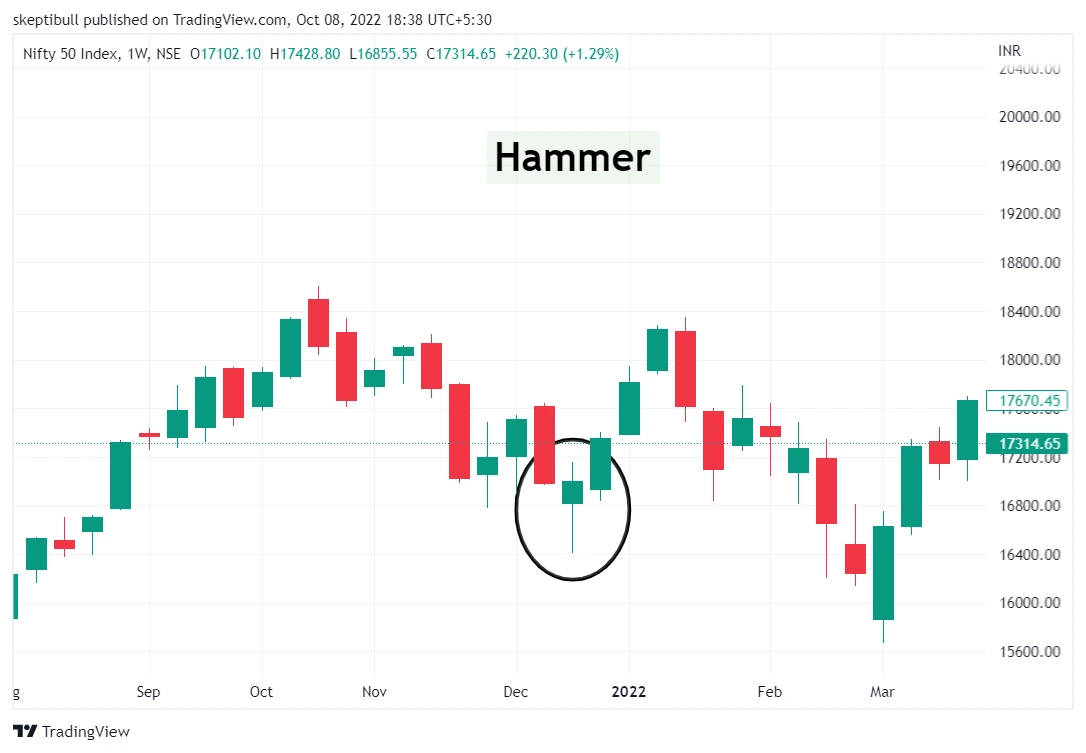 skeptibull published on TradingView.com, Oct 08, 2022 18:38 UTC+5:30
Nifty 50 Index, 1W, NSE O17102.10 H17428.80 L16855.55 C17314.65 +220.30 (+1.29%)
INR
20400.00
20000.00
Hammer
19600.00
19200.00
18800.00
18400.00
18000.00
17670.45
17600.00
17314.65
17200.00
16800.00
16400.00
16000.00
15600.00
g Sep Oct Nov Dec 2022 Feb Mar
TradingView